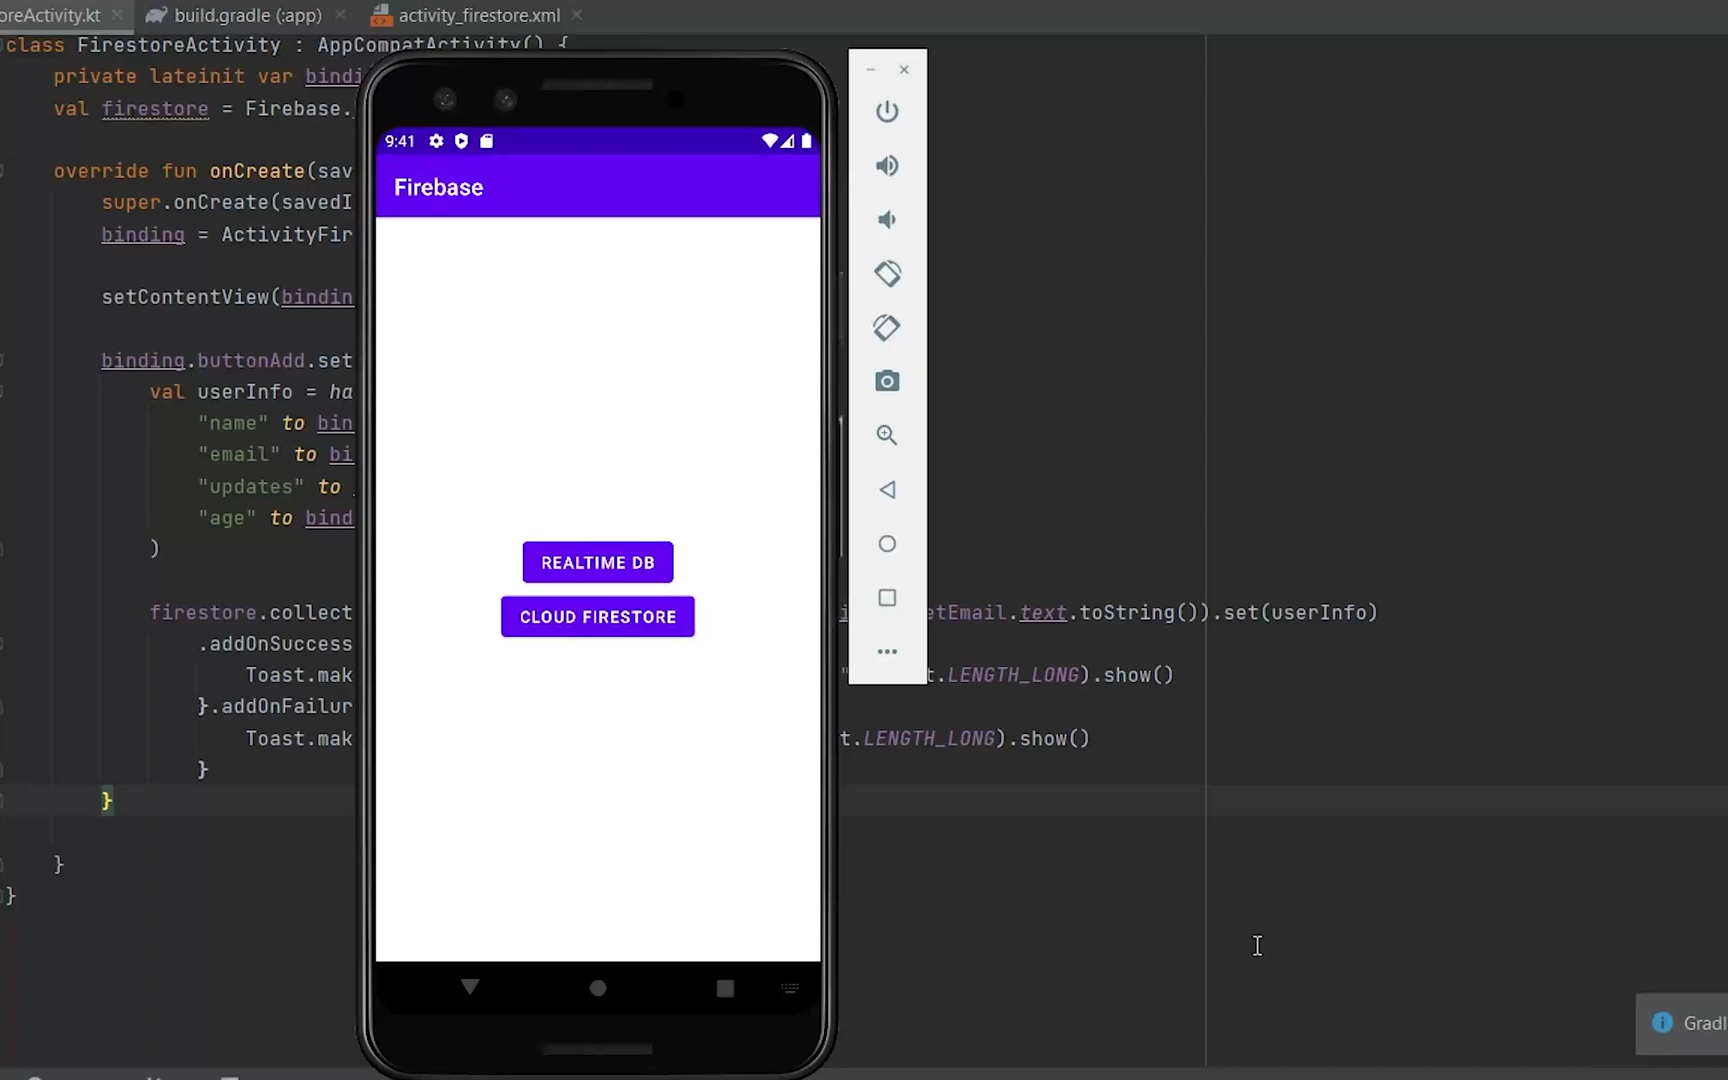 oreActivity.kt build.gradle (:app) activity_firestore.xml
class FirestoreActivity : AppCompatActivity() {
private lateinit var bindi
val firestore = Firebase.
override fun onCreate(sav
super.onCreate(savedI
binding = ActivityFir
setContentView(bindin
binding.buttonAdd.set
val userInfo = ha
"name" to bin
"email" to bi
"updates" to
"age" to bind
)
firestore.collect etEmail.text.toString()).set(userInfo)
.addOnSuccess
Toast.mak " t.LENGTH_LONG).show()
}.addOnFailur
Toast.mak t.LENGTH_LONG).show()
}
}
}
}
9:41
Firebase
REALTIME DB
CLOUD FIRESTORE
Gradl